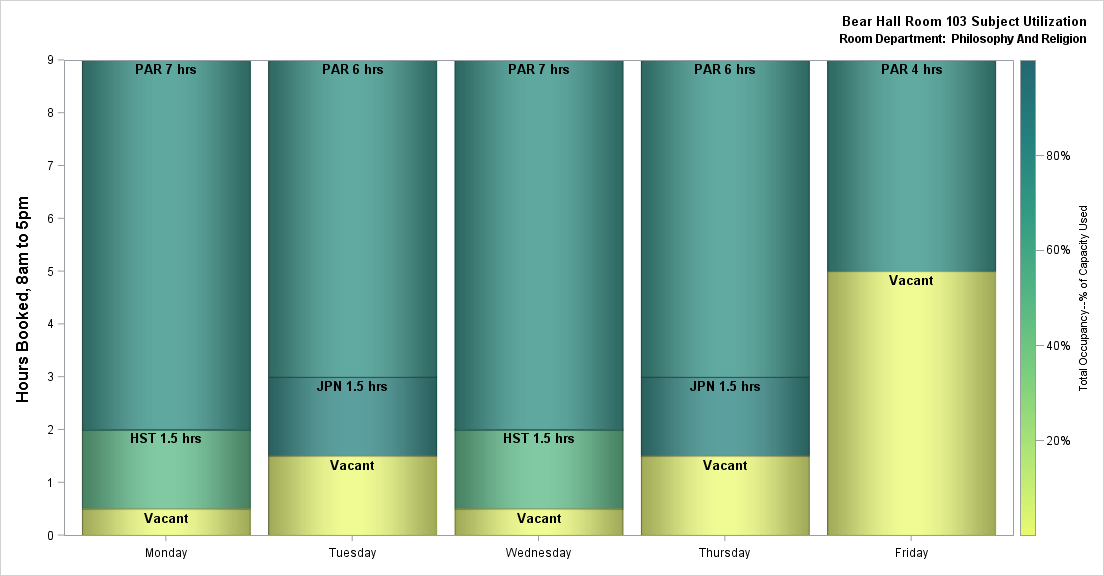 Bear Hall Room 103 Subject Utilization
Room Department: Philosophy And Religion
Hours Booked, 8am to 5pm
9
8
7
6
5
4
3
2
1
0
PAR 7 hrs
HST 1.5 hrs
Vacant
PAR 6 hrs
JPN 1.5 hrs
Vacant
PAR 7 hrs
HST 1.5 hrs
Vacant
PAR 6 hrs
JPN 1.5 hrs
Vacant
PAR 4 hrs
Vacant
Monday
Tuesday
Wednesday
Thursday
Friday
80%
60%
40%
20%
Total Occupancy--% of Capacity Used